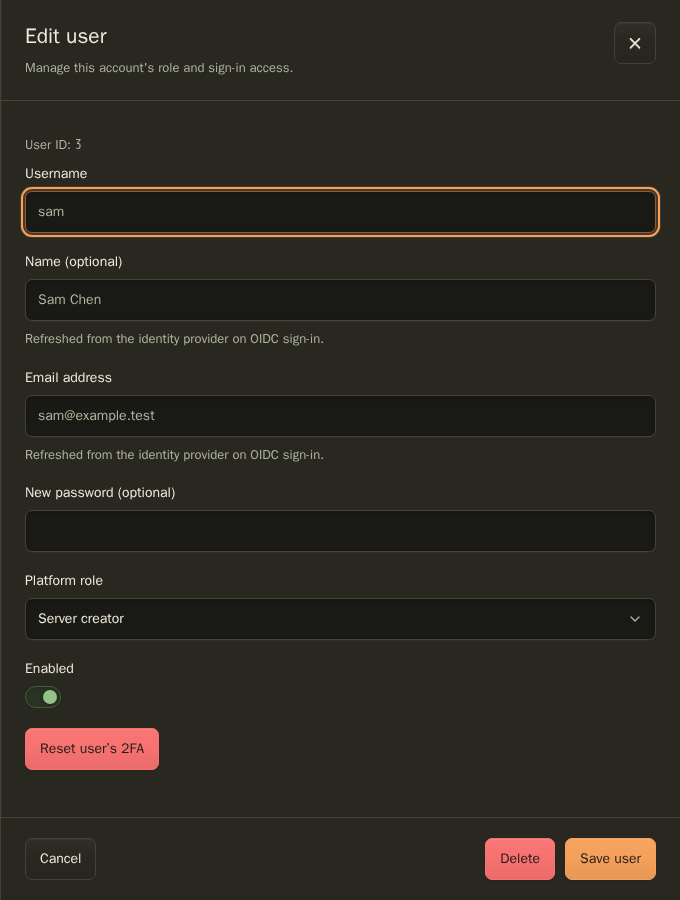 Edit user
Manage this account's role and sign-in access.
User ID: 3
Username
sam
Name (optional)
Sam Chen
Refreshed from the identity provider on OIDC sign-in.
Email address
sam@example.test
Refreshed from the identity provider on OIDC sign-in.
New password (optional)
Platform role
Server creator
Enabled
Reset user's 2FA
Cancel
Delete
Save user